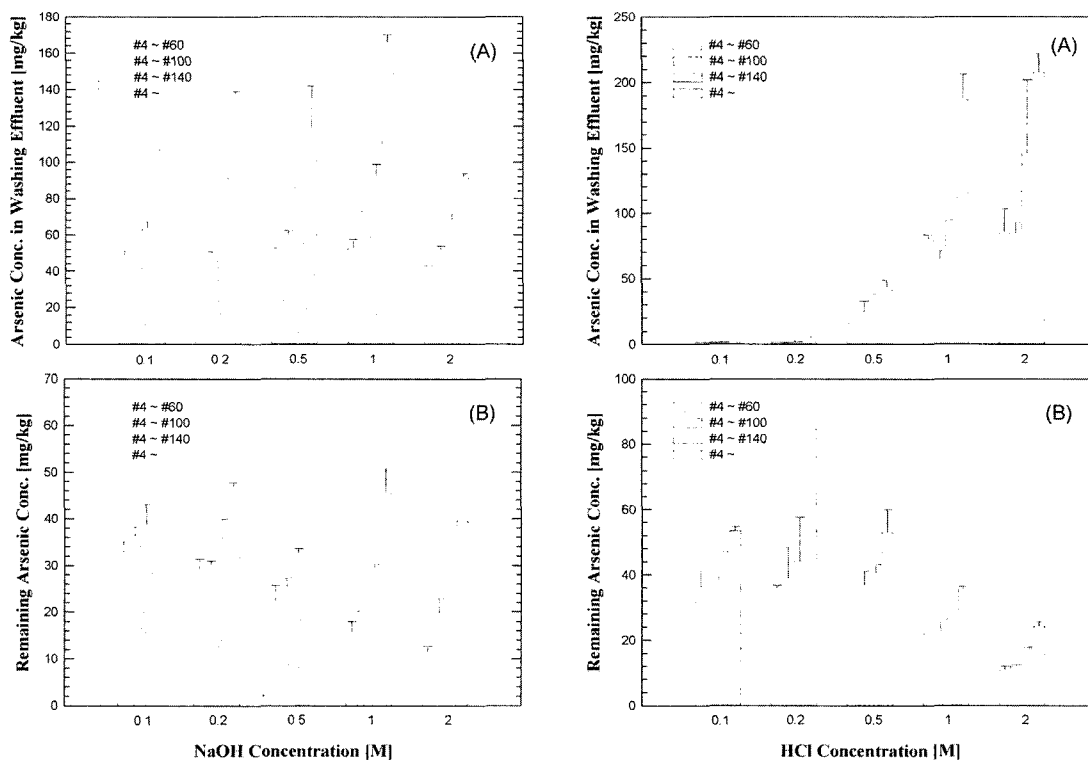 Arsenic Conc. in Washing Effluent [mg/kg]
180
160
140
120
100
80
60
40
20
0
#4 ~ #60
#4 ~ #100
#4 ~ #140
#4 ~
(A)
0 1
0 2
0 5
1
2
Remaining Arsenic Conc. [mg/kg]
70
60
50
40
30
20
10
0
#4 ~ #60
#4 ~ #100
#4 ~ #140
#4 ~
(B)
0 1
0 2
0 5
1
2
NaOH Concentration [M]
Arsenic Conc. in Washing Effluent [mg/kg]
250
200
150
100
50
0
#4 ~ #60
#4 ~ #100
#4 ~ #140
#4 ~
(A)
0.1
0.2
0.5
1
2
Remaining Arsenic Conc. [mg/kg]
100
80
60
40
20
0
#4 ~ #60
#4 ~ #100
#4 ~ #140
#4 ~
(B)
0.1
0.2
0.5
1
2
HCl Concentration [M]